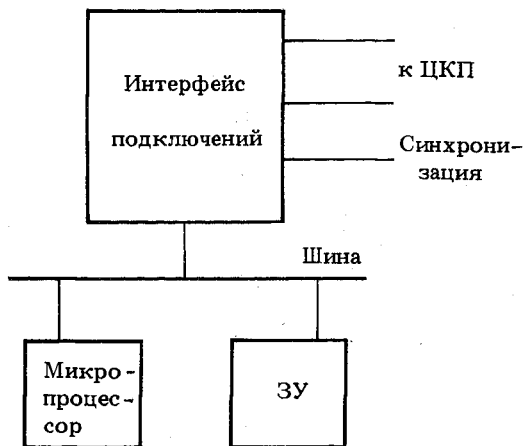 Интерфейс
подключений
к ЦКП
Синхрони-
зация
Шина
Микро-
процес-
сор
ЗУ